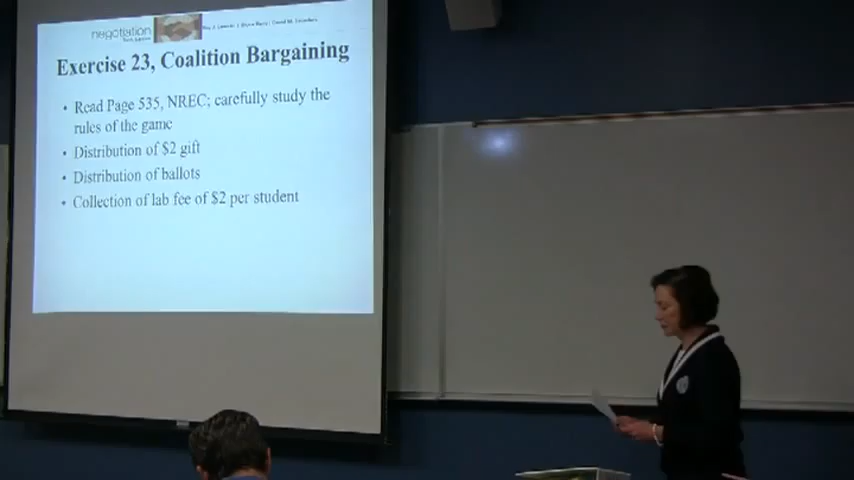 negotiation
Exercise 23, Coalition Bargaining
• Read Page 535, NREC; carefully study the
rules of the game
• Distribution of $2 gift
• Distribution of ballots
• Collection of lab fee of $2 per student